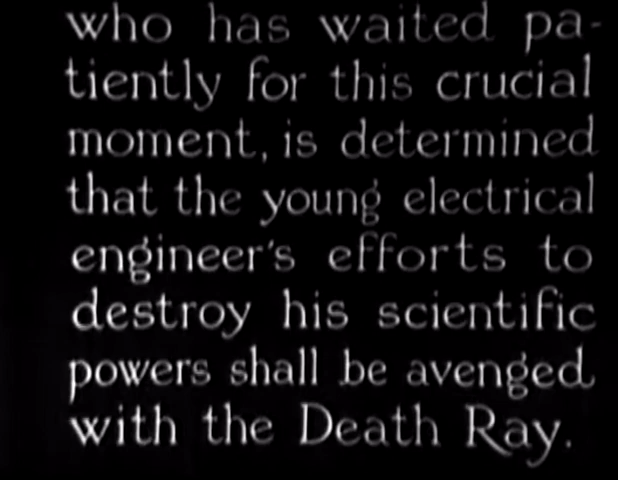 who has waited pa-
tiently for this crucial
moment, is determined
that the young electrical
engineer's efforts to
destroy his scientific
powers shall be avenged
with the Death Ray.